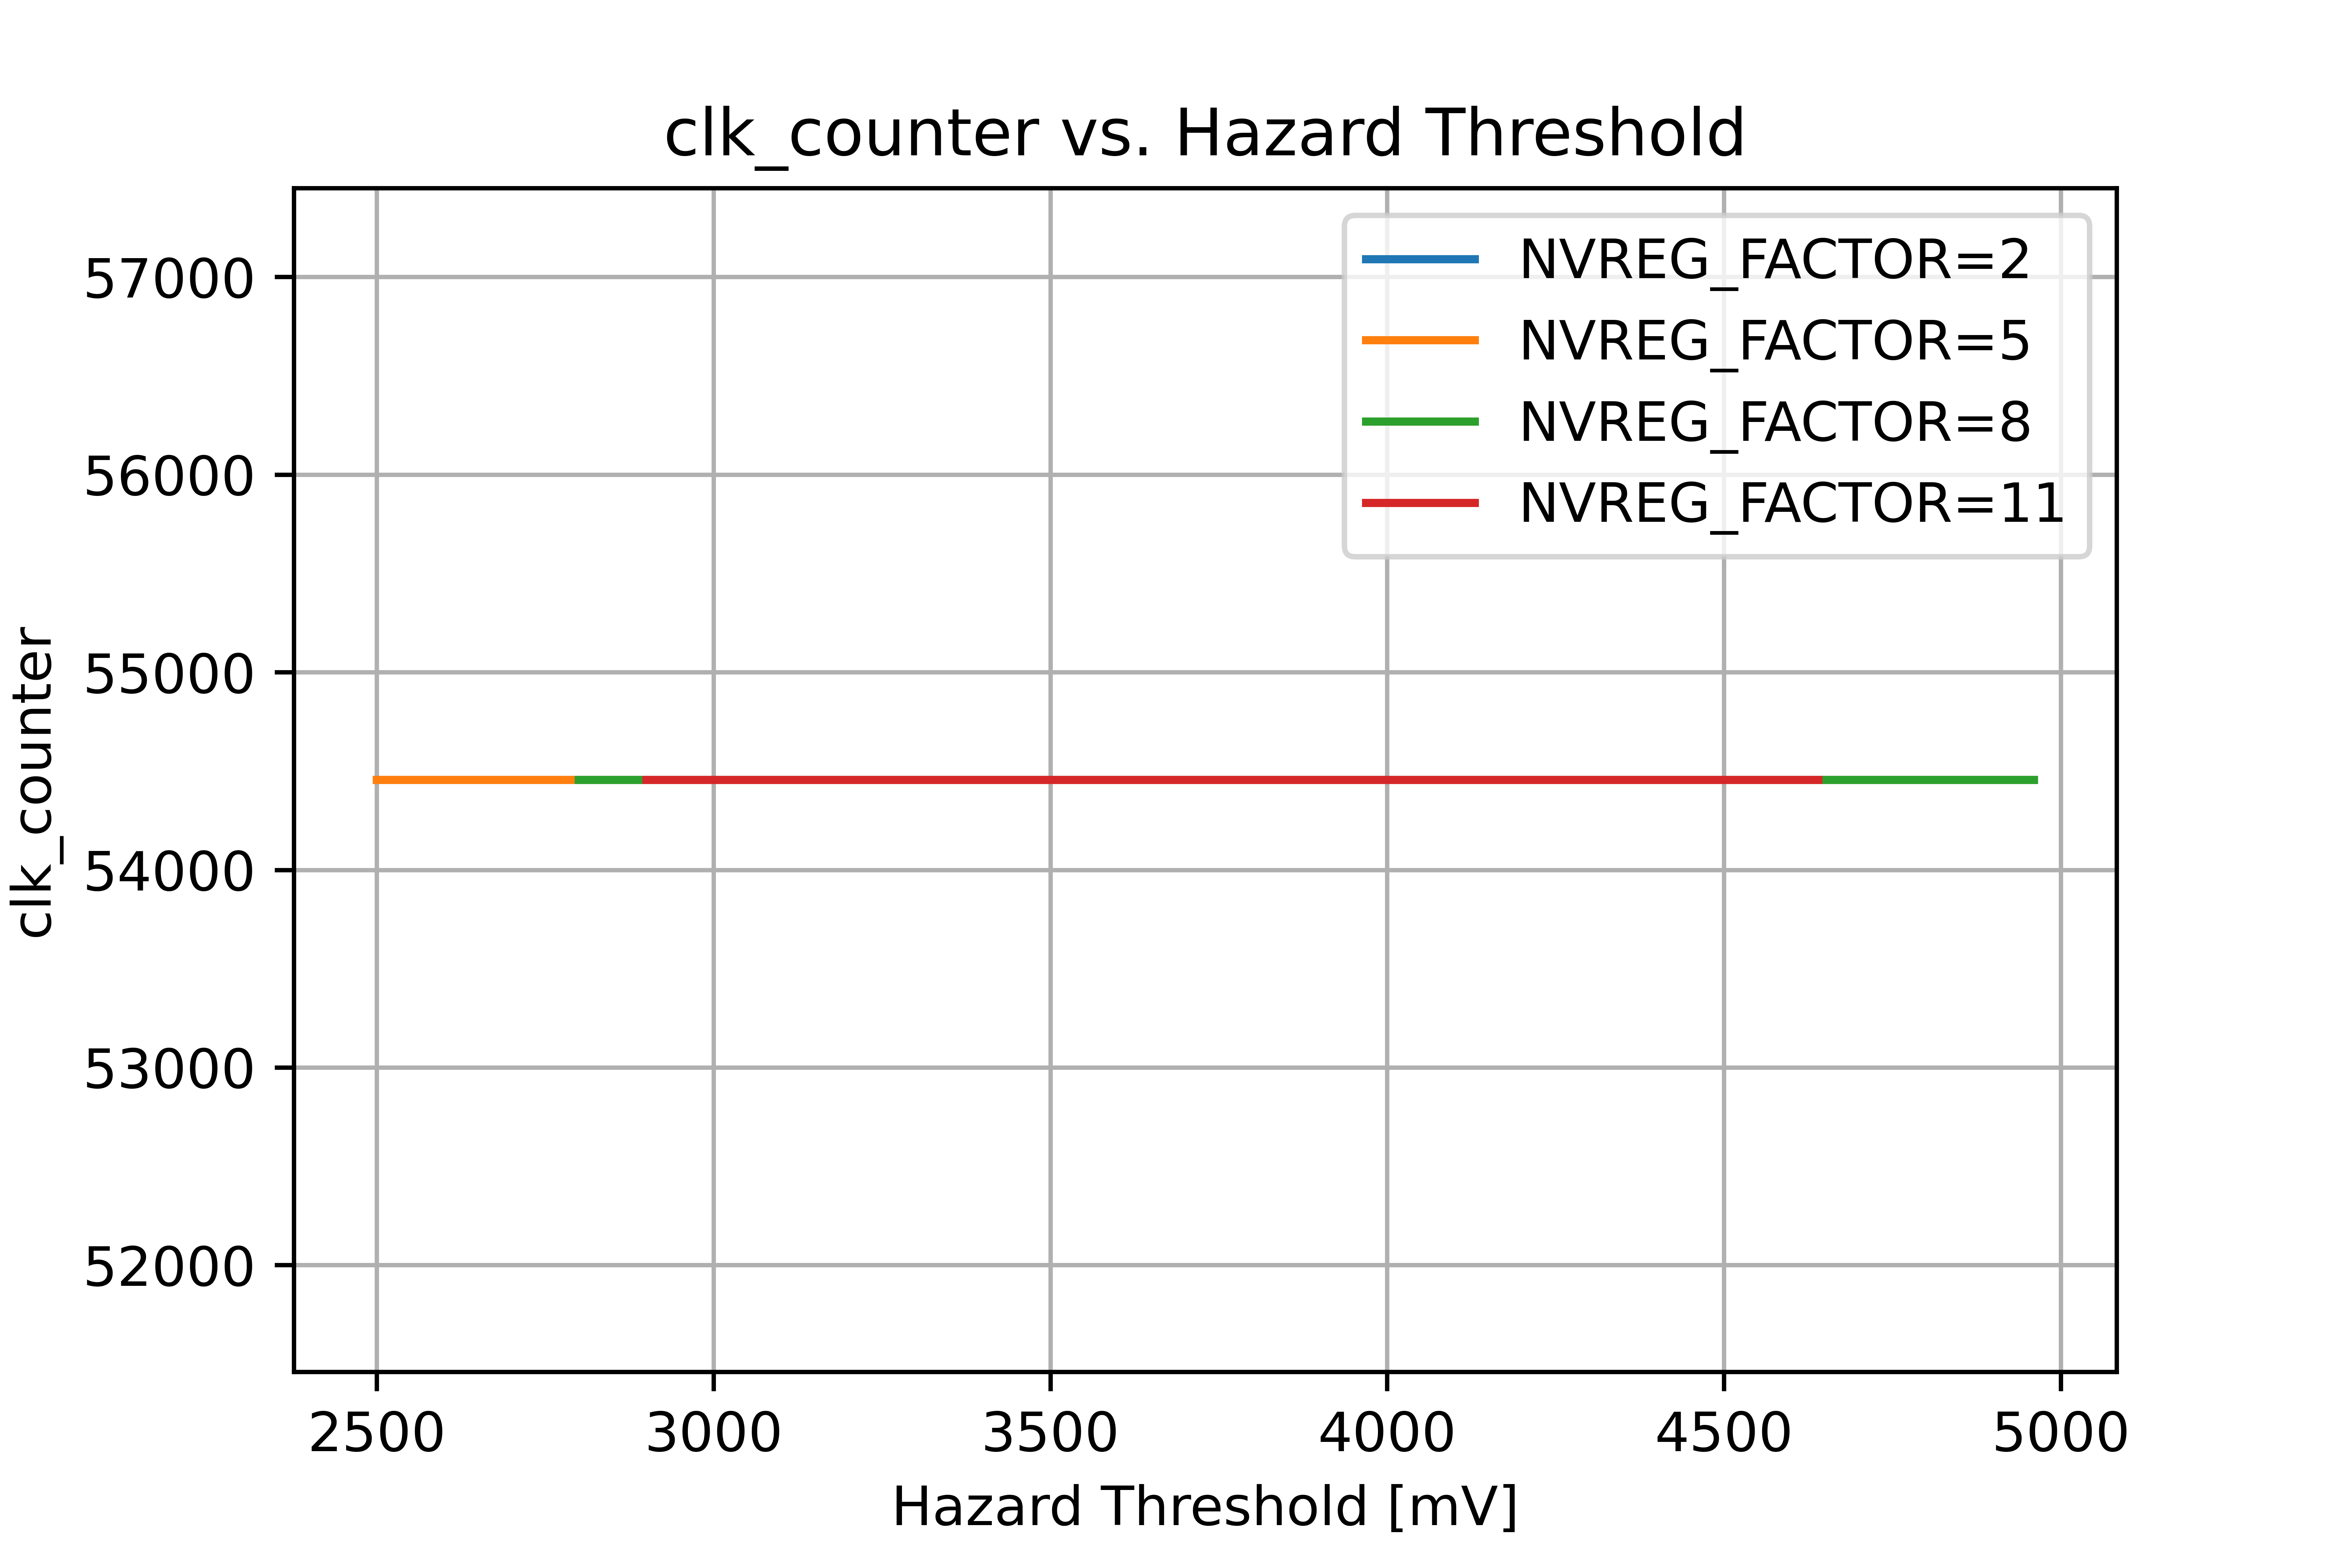 clk_counter vs. Hazard Threshold
NVREG_FACTOR=2
NVREG_FACTOR=5
NVREG_FACTOR=8
NVREG_FACTOR=11
57000
56000
55000
54000
53000
52000
clk_counter
2500 3000 3500 4000 4500 5000
Hazard Threshold [mV]